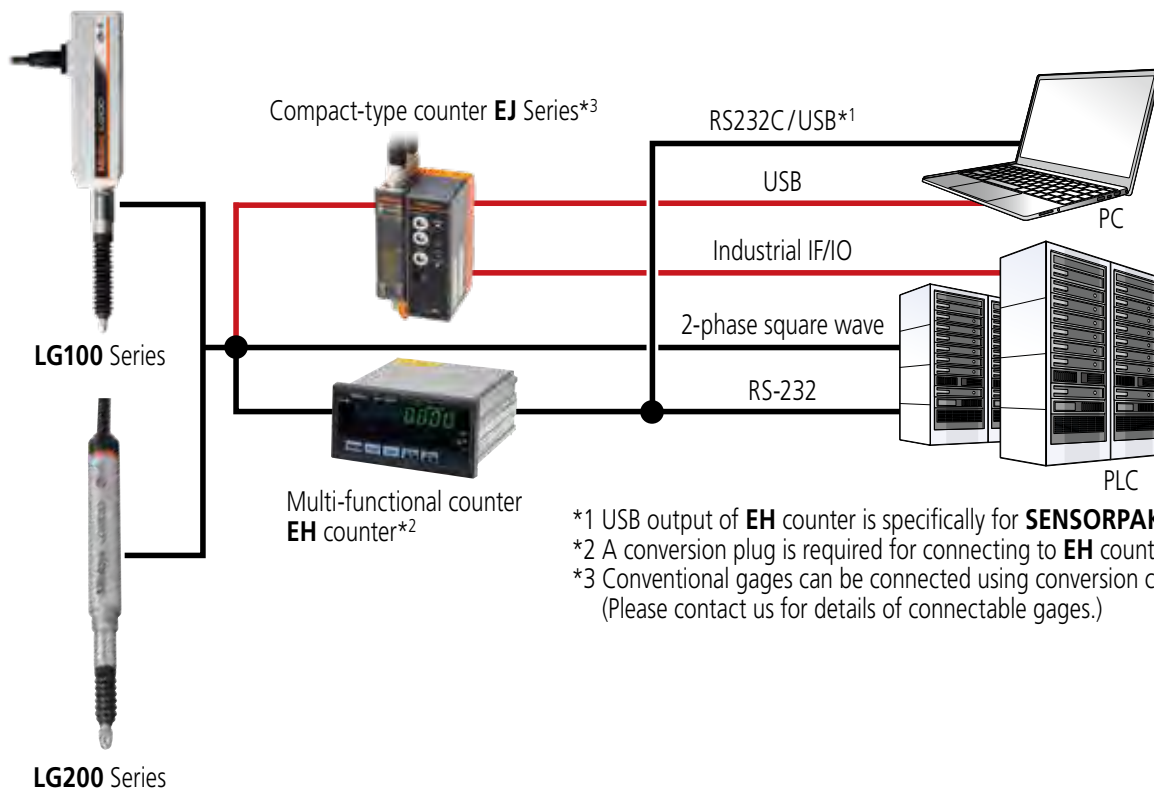 Compact-type counter EJ Series*3
RS232C/USB*1
USB
PC
Industrial IF/IO
2-phase square wave
LG100 Series
RS-232
0.000
PLC
Multi-functional counter
EH counter*2
*1 USB output of EH counter is specifically for SENSORPAK
*2 A conversion plug is required for connecting to EH count
*3 Conventional gages can be connected using conversion c
(Please contact us for details of connectable gages.)
LG200 Series